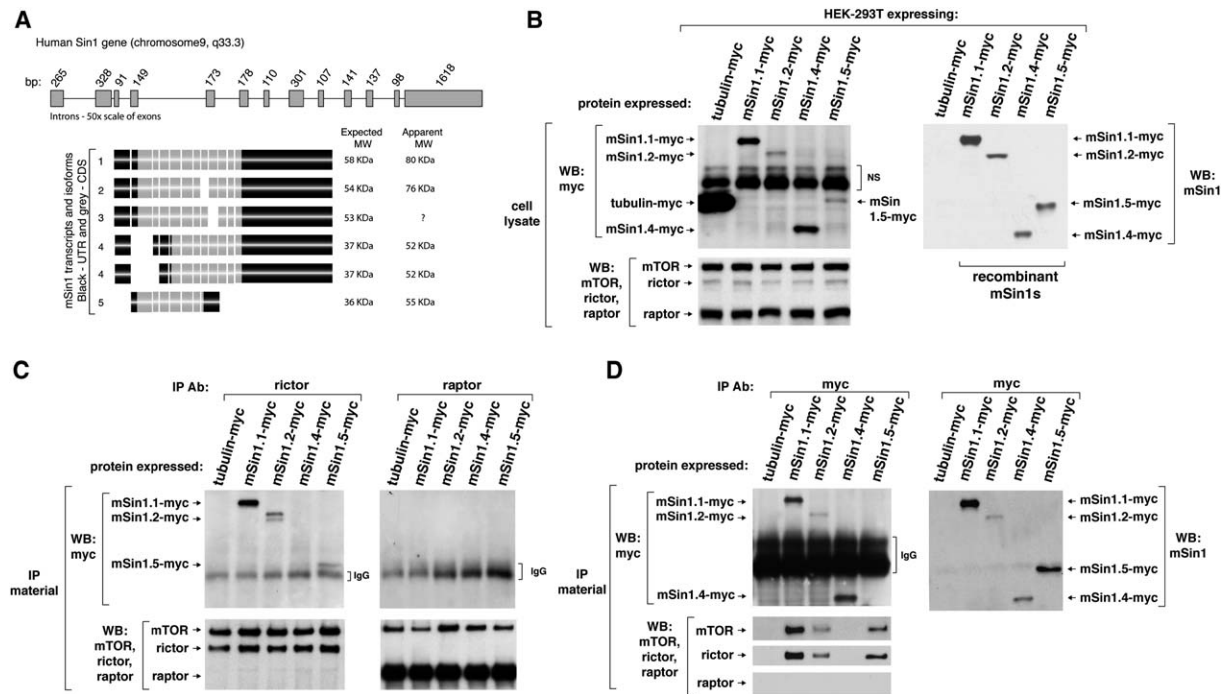 A
Human Sin1 gene (chromosome9, q33.3)
bp: 265 328 91 149 173 178 110 301 107 141 137 98 1618
Introns - 50x scale of exons
Expected MW Apparent MW
mSin1 transcripts and isoforms
Black - UTR and grey - CDS
1 58 KDa 80 KDa
2 54 KDa 76 KDa
3 53 KDa ?
4 37 KDa 52 KDa
4 37 KDa 52 KDa
5 36 KDa 55 KDa
B
HEK-293T expressing:
protein expressed:
tubulin-myc
mSin1.1-myc
mSin1.2-myc
mSin1.4-myc
mSin1.5-myc
tubulin-myc
mSin1.1-myc
mSin1.2-myc
mSin1.4-myc
mSin1.5-myc
cell lysate
WB: myc
mSin1.1-myc
mSin1.2-myc
tubulin-myc
mSin1.4-myc
NS
mSin 1.5-myc
mSin1.1-myc
mSin1.2-myc
mSin1.5-myc
mSin1.4-myc
WB: mSin1
recombinant
mSin1s
WB: mTOR, rictor, raptor
mTOR
rictor
raptor
C
IP Ab: rictor raptor
protein expressed:
tubulin-myc
mSin1.1-myc
mSin1.2-myc
mSin1.4-myc
mSin1.5-myc
tubulin-myc
mSin1.1-myc
mSin1.2-myc
mSin1.4-myc
mSin1.5-myc
IP material
WB: myc
mSin1.1-myc
mSin1.2-myc
mSin1.5-myc
IgG
IgG
WB: mTOR, rictor, raptor
mTOR
rictor
raptor
D
IP Ab: myc myc
protein expressed:
tubulin-myc
mSin1.1-myc
mSin1.2-myc
mSin1.4-myc
mSin1.5-myc
tubulin-myc
mSin1.1-myc
mSin1.2-myc
mSin1.4-myc
mSin1.5-myc
IP material
WB: myc
mSin1.1-myc
mSin1.2-myc
mSin1.4-myc
IgG
mSin1.1-myc
mSin1.2-myc
mSin1.5-myc
mSin1.4-myc
WB: mSin1
WB: mTOR, rictor, raptor
mTOR
rictor
raptor